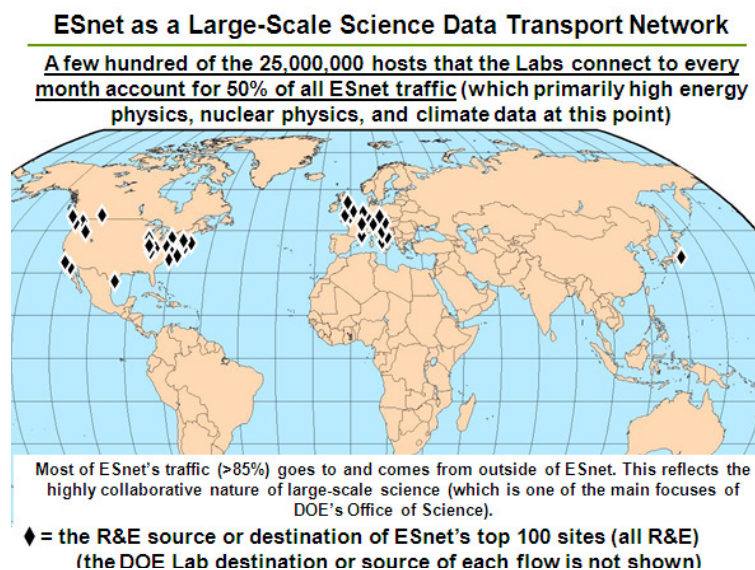 ESnet as a Large-Scale Science Data Transport Network
A few hundred of the 25,000,000 hosts that the Labs connect to every
month account for 50% of all ESnet traffic (which primarily high energy
physics, nuclear physics, and climate data at this point)
Most of ESnet's traffic (>85%) goes to and comes from outside of ESnet. This reflects the
highly collaborative nature of large-scale science (which is one of the main focuses of
DOE's Office of Science).
♦ = the R&E source or destination of ESnet's top 100 sites (all R&E)
(the DOE Lab destination or source of each flow is not shown)